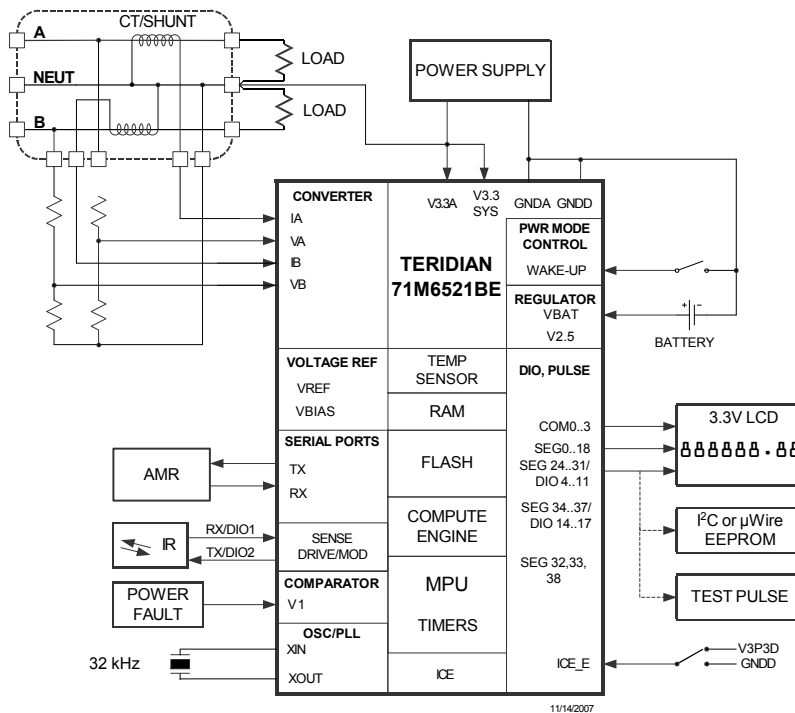 CT/SHUNT
A
LOAD
NEUT
LOAD
B
POWER SUPPLY
CONVERTER
IA
VA
IB
VB
V3.3A
V3.3
SYS
GNDA GNDD
TERIDIAN
71M6521BE
PWR MODE
CONTROL
WAKE-UP
REGULATOR
VBAT
V2.5
+ -
BATTERY
VOLTAGE REF
VREF
VBIAS
TEMP
SENSOR
RAM
DIO, PULSE
COM0..3
SEG0..18
SEG 24..31/
DIO 4..11
SEG 34..37/
DIO 14..17
SEG 32,33,
38
3.3V LCD
SERIAL PORTS
TX
RX
AMR
FLASH
I²C or µWire
EEPROM
IR
RX/DIO1
TX/DIO2
SENSE
DRIVE/MOD
COMPUTE
ENGINE
TEST PULSE
POWER
FAULT
COMPARATOR
V1
MPU
TIMERS
32 kHz
OSC/PLL
XIN
XOUT
ICE
ICE_E
V3P3D
GNDD
11/14/2007